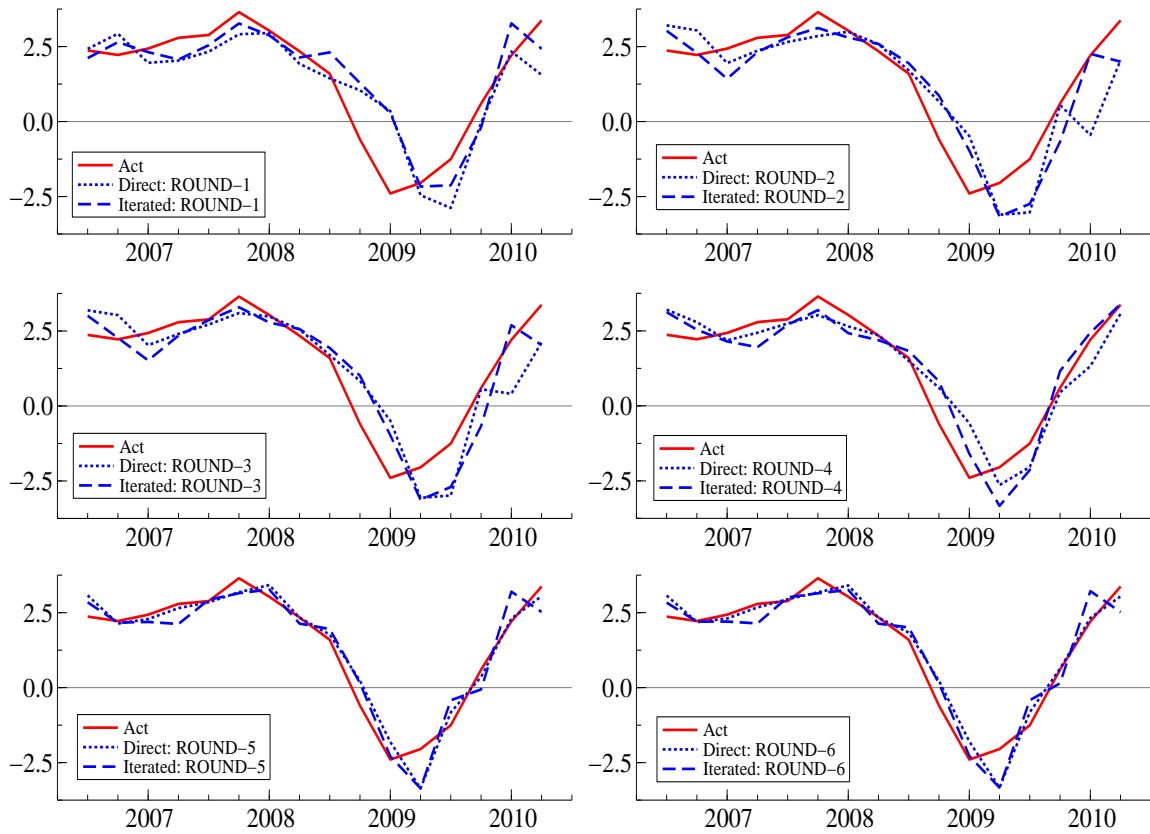 2.5
0.0
−2.5
Act
Direct: ROUND−1
Iterated: ROUND−1
2007 2008 2009 2010
2.5
0.0
−2.5
Act
Direct: ROUND−2
Iterated: ROUND−2
2007 2008 2009 2010
2.5
0.0
−2.5
Act
Direct: ROUND−3
Iterated: ROUND−3
2007 2008 2009 2010
2.5
0.0
−2.5
Act
Direct: ROUND−4
Iterated: ROUND−4
2007 2008 2009 2010
2.5
0.0
−2.5
Act
Direct: ROUND−5
Iterated: ROUND−5
2007 2008 2009 2010
2.5
0.0
−2.5
Act
Direct: ROUND−6
Iterated: ROUND−6
2007 2008 2009 2010